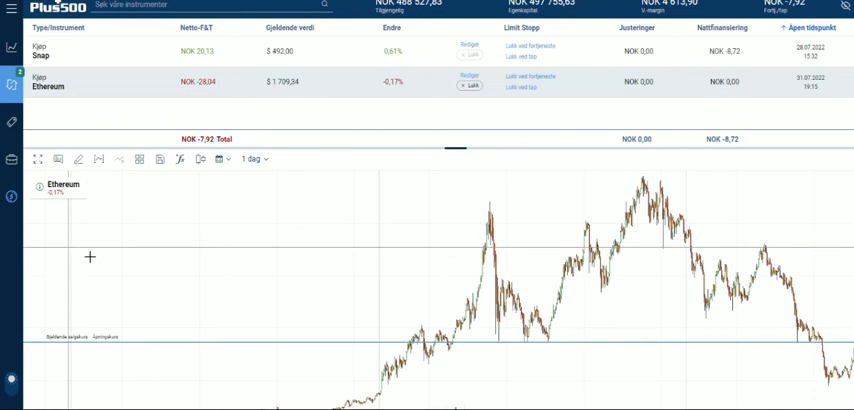 Plus500
Søk våre instrumenter
NOK 488 527,83
Tilgjengelig
NOK 497 755,63
Egenkapital
NOK 4 613,90
V.-margin
NOK -7,92
Fortj./tap
Type/Instrument Netto-F&T Gjeldende verdi Endre Limit Stopp Justeringer Nattfinansiering Åpen tidspunkt
Kjøp
Snap
NOK 20,13 $ 492,00 0,61%
Rediger
× Lukk
Lukk ved fortjeneste
Lukk ved tap
NOK 0,00 NOK -8,72
28.07.2022
15:32
Kjøp
Ethereum
NOK -28,04 $ 1 709,34 -0,17%
Rediger
× Lukk
Lukk ved fortjeneste
Lukk ved tap
NOK 0,00 NOK 0,00
31.07.2022
19:15
NOK -7,92 Total NOK 0,00 NOK -8,72
1 dag
Ethereum
-0,17%
Gjeldende salgskurs Åpningskurs
2